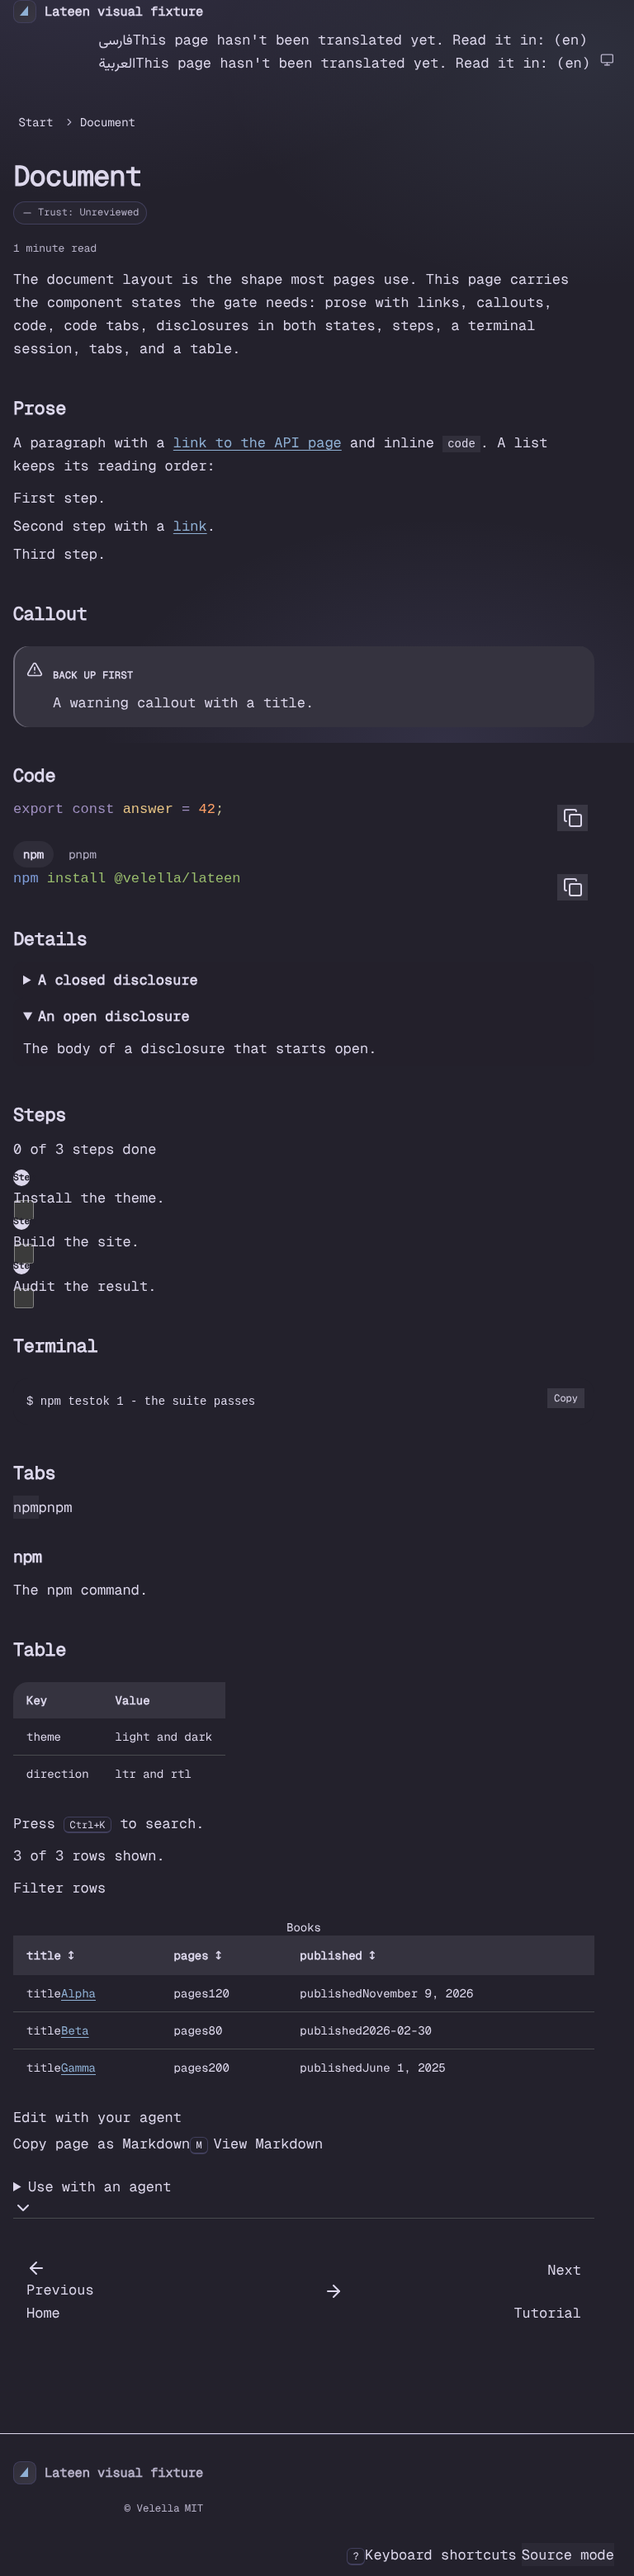 Lateen visual fixture
فارسیThis page hasn't been translated yet. Read it in: (en)
العربيةThis page hasn't been translated yet. Read it in: (en)
Start > Document
Document
— Trust: Unreviewed
1 minute read
The document layout is the shape most pages use. This page carries
the component states the gate needs: prose with links, callouts,
code, code tabs, disclosures in both states, steps, a terminal
session, tabs, and a table.
Prose
A paragraph with a link to the API page and inline code. A list
keeps its reading order:
First step.
Second step with a link.
Third step.
Callout
BACK UP FIRST
A warning callout with a title.
Code
export const answer = 42;
npm pnpm
npm install @velella/lateen
Details
A closed disclosure
An open disclosure
The body of a disclosure that starts open.
Steps
0 of 3 steps done
Ste
Install the theme.
Ste
Build the site.
Ste
Audit the result.
Terminal
$ npm testok 1 - the suite passes
Copy
Tabs
npmpnpm
npm
The npm command.
Table
Key Value
theme light and dark
direction ltr and rtl
Press Ctrl+K to search.
3 of 3 rows shown.
Filter rows
Books
title ↕ pages ↕ published ↕
titleAlpha pages120 publishedNovember 9, 2026
titleBeta pages80 published2026-02-30
titleGamma pages200 publishedJune 1, 2025
Edit with your agent
Copy page as Markdown M View Markdown
Use with an agent
Previous
Home
Next
Tutorial
Lateen visual fixture
© Velella MIT
? Keyboard shortcuts Source mode